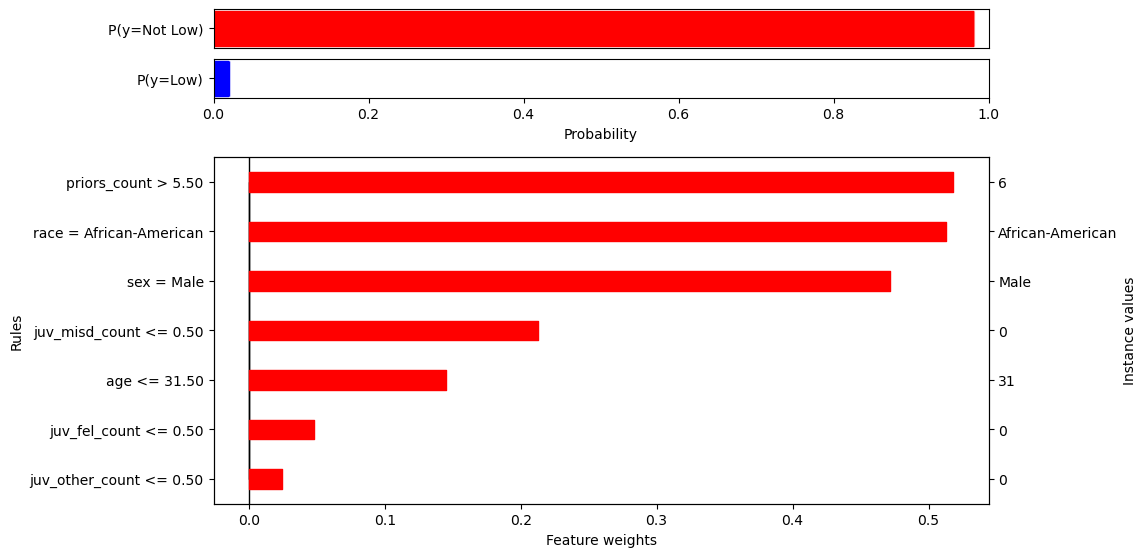 P(y=Not Low)
P(y=Low)
0.0 0.2 0.4 0.6 0.8 1.0
Probability
priors_count > 5.50 6
race = African-American African-American
sex = Male Male
juv_misd_count <= 0.50 0
age <= 31.50 31
juv_fel_count <= 0.50 0
juv_other_count <= 0.50 0
Rules
Instance values
0.0 0.1 0.2 0.3 0.4 0.5
Feature weights